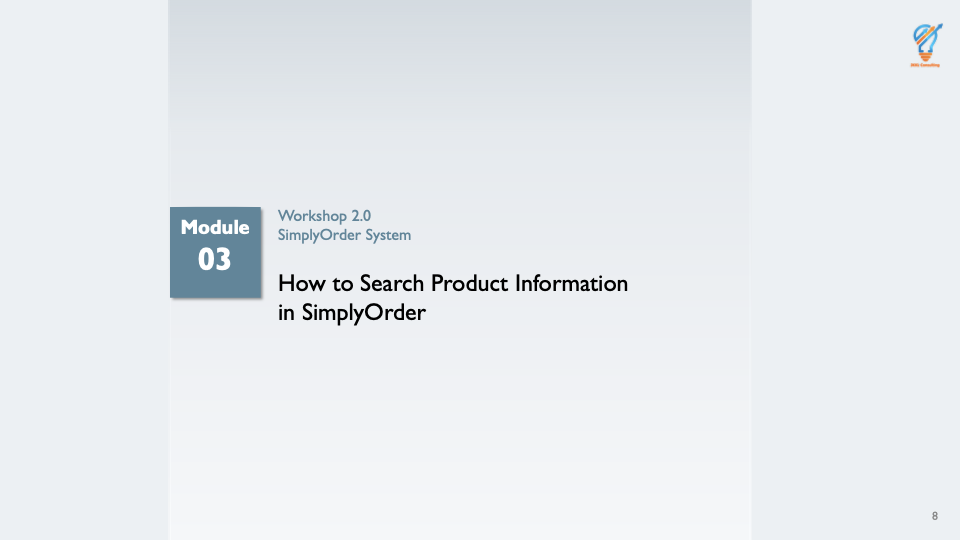 Module
03
Workshop 2.0
SimplyOrder System
How to Search Product Information
in SimplyOrder
8